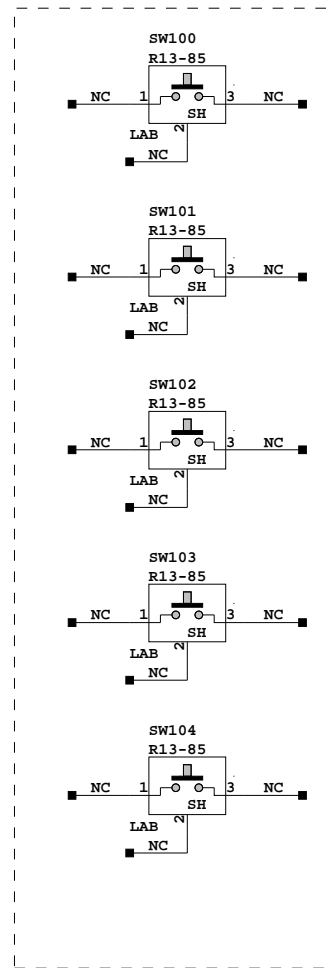 SW100
R13-85
NC 1 3 NC
SH
LAB 2
NC
SW101
R13-85
NC 1 3 NC
SH
LAB 2
NC
SW102
R13-85
NC 1 3 NC
SH
LAB 2
NC
SW103
R13-85
NC 1 3 NC
SH
LAB 2
NC
SW104
R13-85
NC 1 3 NC
SH
LAB 2
NC